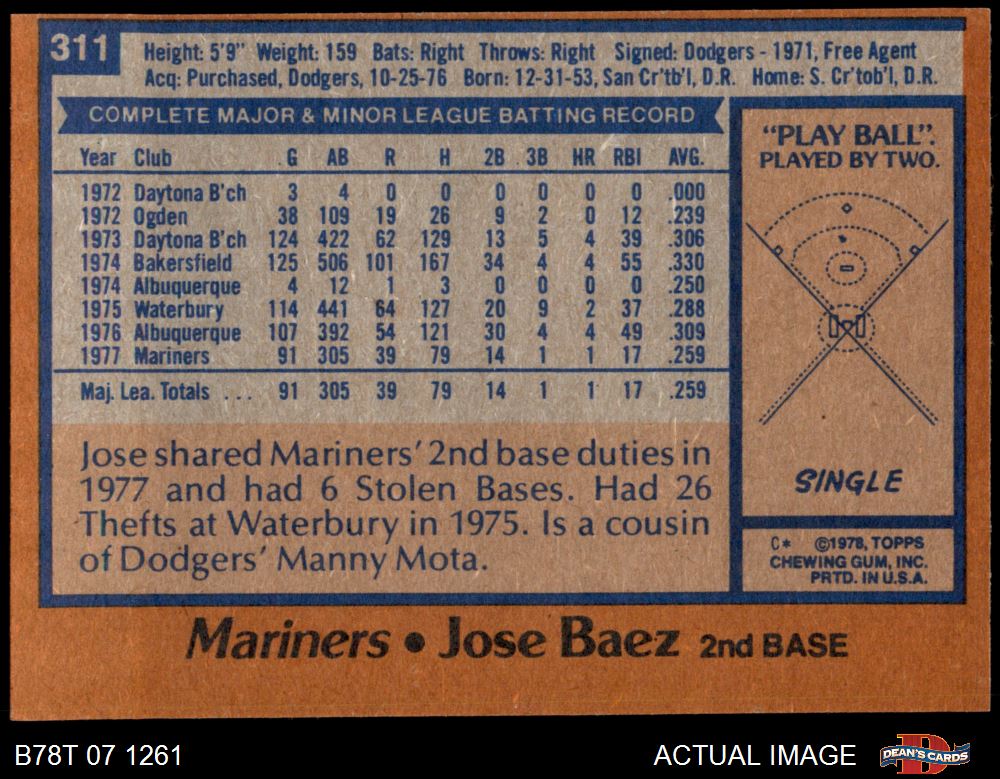 311
Height: 5'9" Weight: 159 Bats: Right Throws: Right Signed: Dodgers - 1971, Free Agent
Acq: Purchased, Dodgers, 10-25-76 Born: 12-31-53, San Cr'tb'l, D.R. Home: S. Cr'tob'l, D.R.
COMPLETE MAJOR & MINOR LEAGUE BATTING RECORD
Year Club G AB R H 2B 3B HR RBI AVG.
1972 Daytona B'ch 3 4 0 0 0 0 0 0 .000
1972 Ogden 38 109 19 26 9 2 0 12 .239
1973 Daytona B'ch 124 422 62 129 13 5 4 39 .306
1974 Bakersfield 125 506 101 167 34 4 4 55 .330
1974 Albuquerque 4 12 1 3 0 0 0 0 .250
1975 Waterbury 114 441 64 127 20 9 2 37 .288
1976 Albuquerque 107 392 54 121 30 4 4 49 .309
1977 Mariners 91 305 39 79 14 1 1 17 .259
Maj. Lea. Totals ... 91 305 39 79 14 1 1 17 .259
Jose shared Mariners' 2nd base duties in
1977 and had 6 Stolen Bases. Had 26
Thefts at Waterbury in 1975. Is a cousin
of Dodgers' Manny Mota.
"PLAY BALL".
PLAYED BY TWO.
SINGLE
C* ©1978, TOPPS
CHEWING GUM, INC.
PRTD. IN U.S.A.
Mariners • Jose Baez 2nd BASE
B78T 07 1261
ACTUAL IMAGE
DEAN'S CARDS